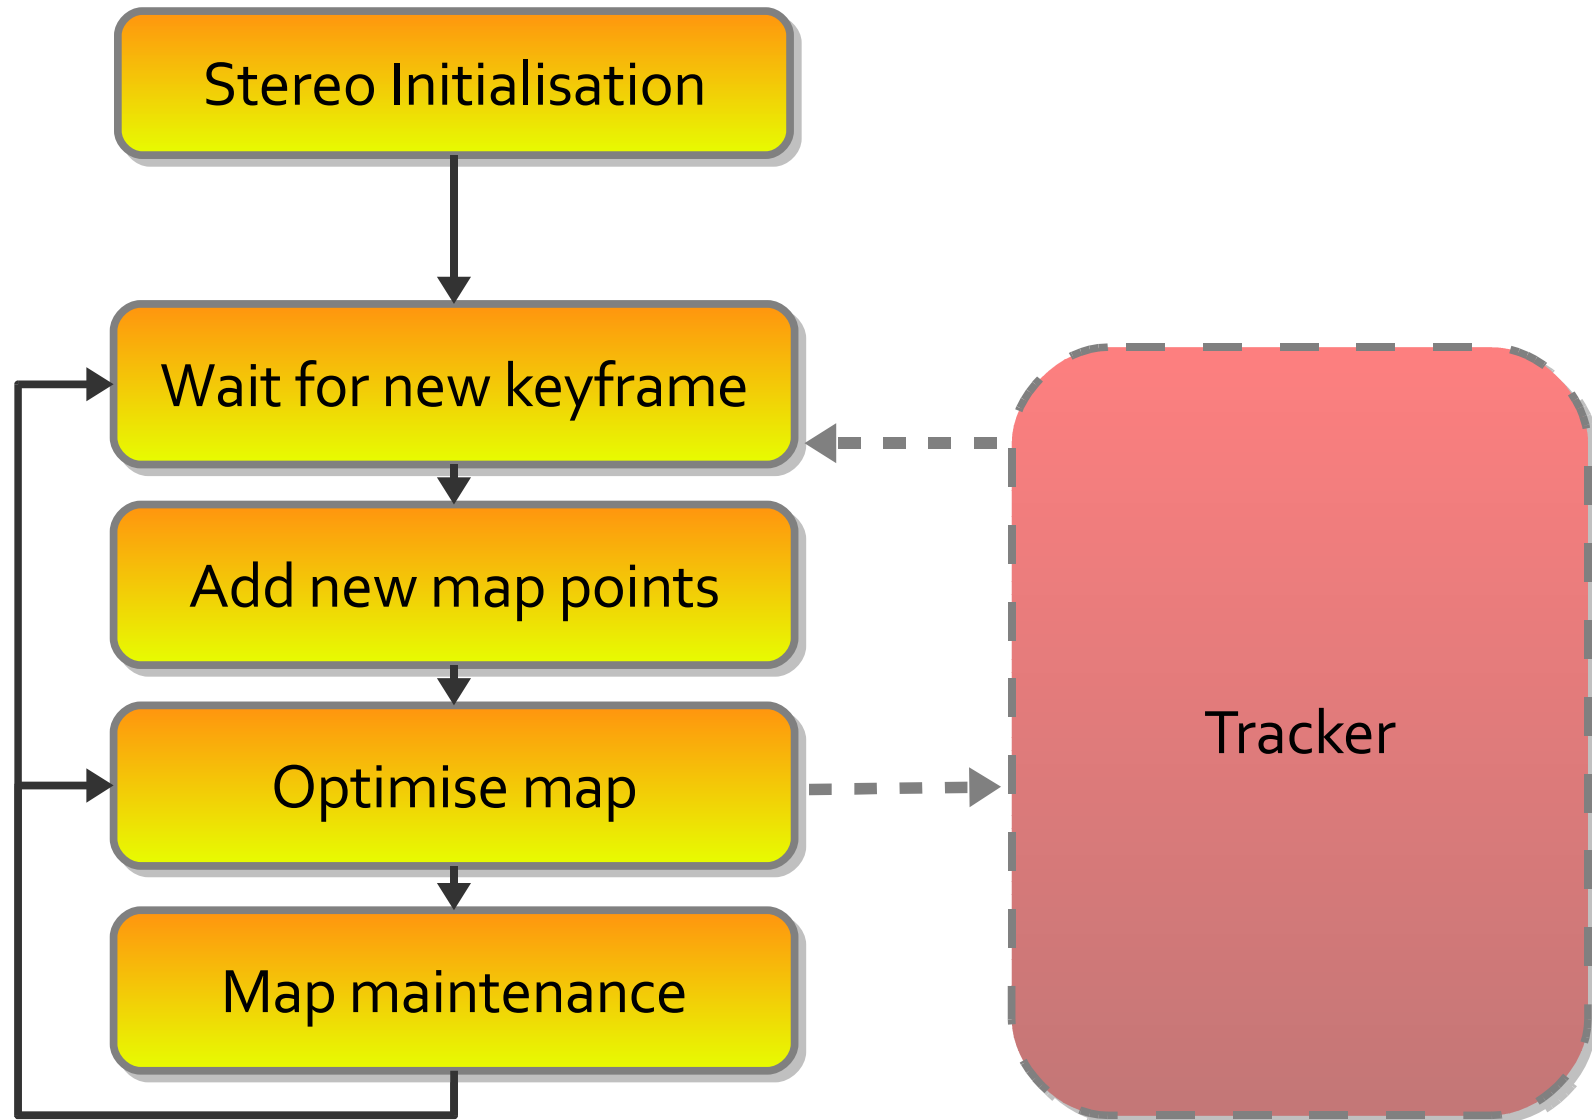 Stereo Initialisation
Wait for new keyframe
Add new map points
Optimise map
Map maintenance
Tracker